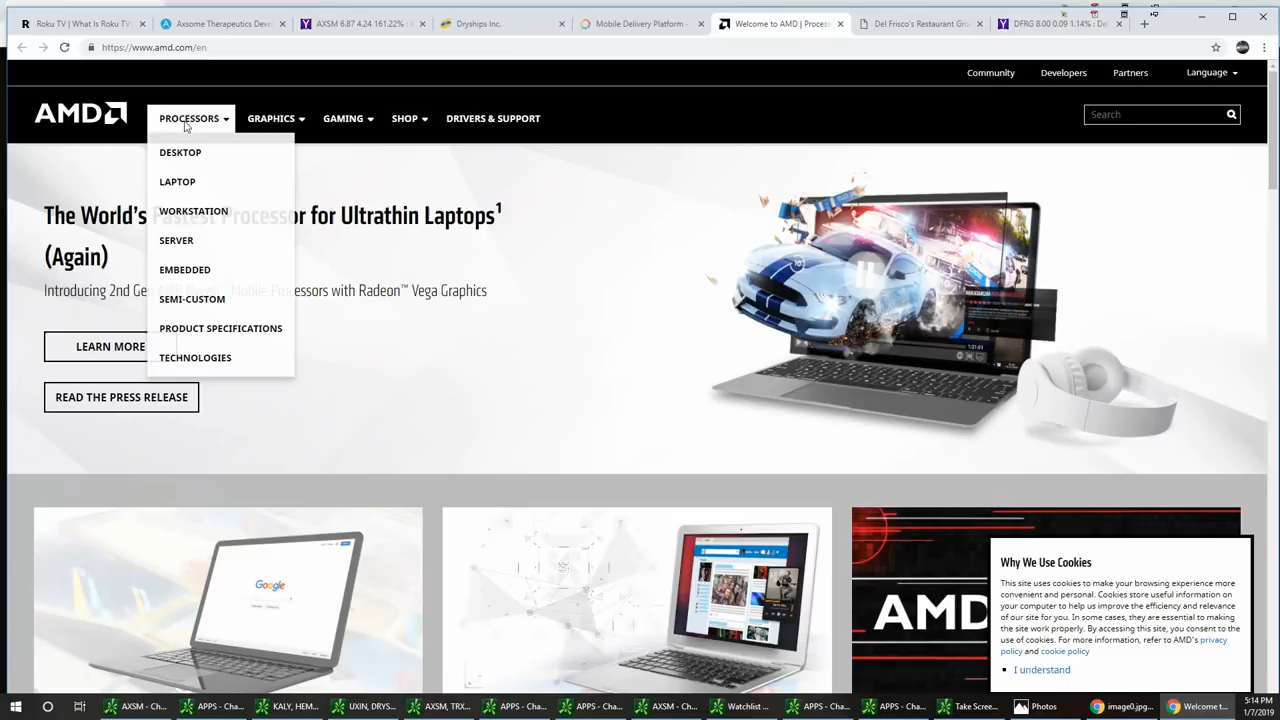 Roku TV | What Is Roku TV?
Axsome Therapeutics Deve
AXSM 6.87 4.24 161.22% :
Dryships Inc.
Mobile Delivery Platform -
Welcome to AMD | Process
Del Frisco's Restaurant Gro
DFRG 8.00 0.09 1.14% : Del
https://www.amd.com/en
Community
Developers
Partners
Language
AMD
PROCESSORS
GRAPHICS
GAMING
SHOP
DRIVERS & SUPPORT
Search
DESKTOP
LAPTOP
WORKSTATION
SERVER
EMBEDDED
SEMI-CUSTOM
PRODUCT SPECIFICATIONS
TECHNOLOGIES
The World's Fastest Processor for Ultrathin Laptops¹
(Again)
Introducing 2nd Ge Mobile Processors with Radeon™ Vega Graphics
LEARN MORE
READ THE PRESS RELEASE
Google
AMD
Why We Use Cookies
This site uses cookies to make your browsing experience more
convenient and personal. Cookies store useful information on
your computer to help us improve the efficiency and relevance
of our site for you. In some cases, they are essential to making
the site work properly. By accessing this site, you consent to the
use of cookies. For more information, refer to AMD's privacy
policy and cookie policy
I understand
AXSM - Cha...
APPS - Cha...
KALY, HEM...
UXIN, DRYS...
AXSM, TRX...
APPS - Cha...
APPS - Cha...
AXSM - Cha...
Watchlist ...
APPS - Cha...
APPS - Cha...
Take Scree...
Photos
image0.jpg...
Welcome t...
5:14 PM
1/7/2019